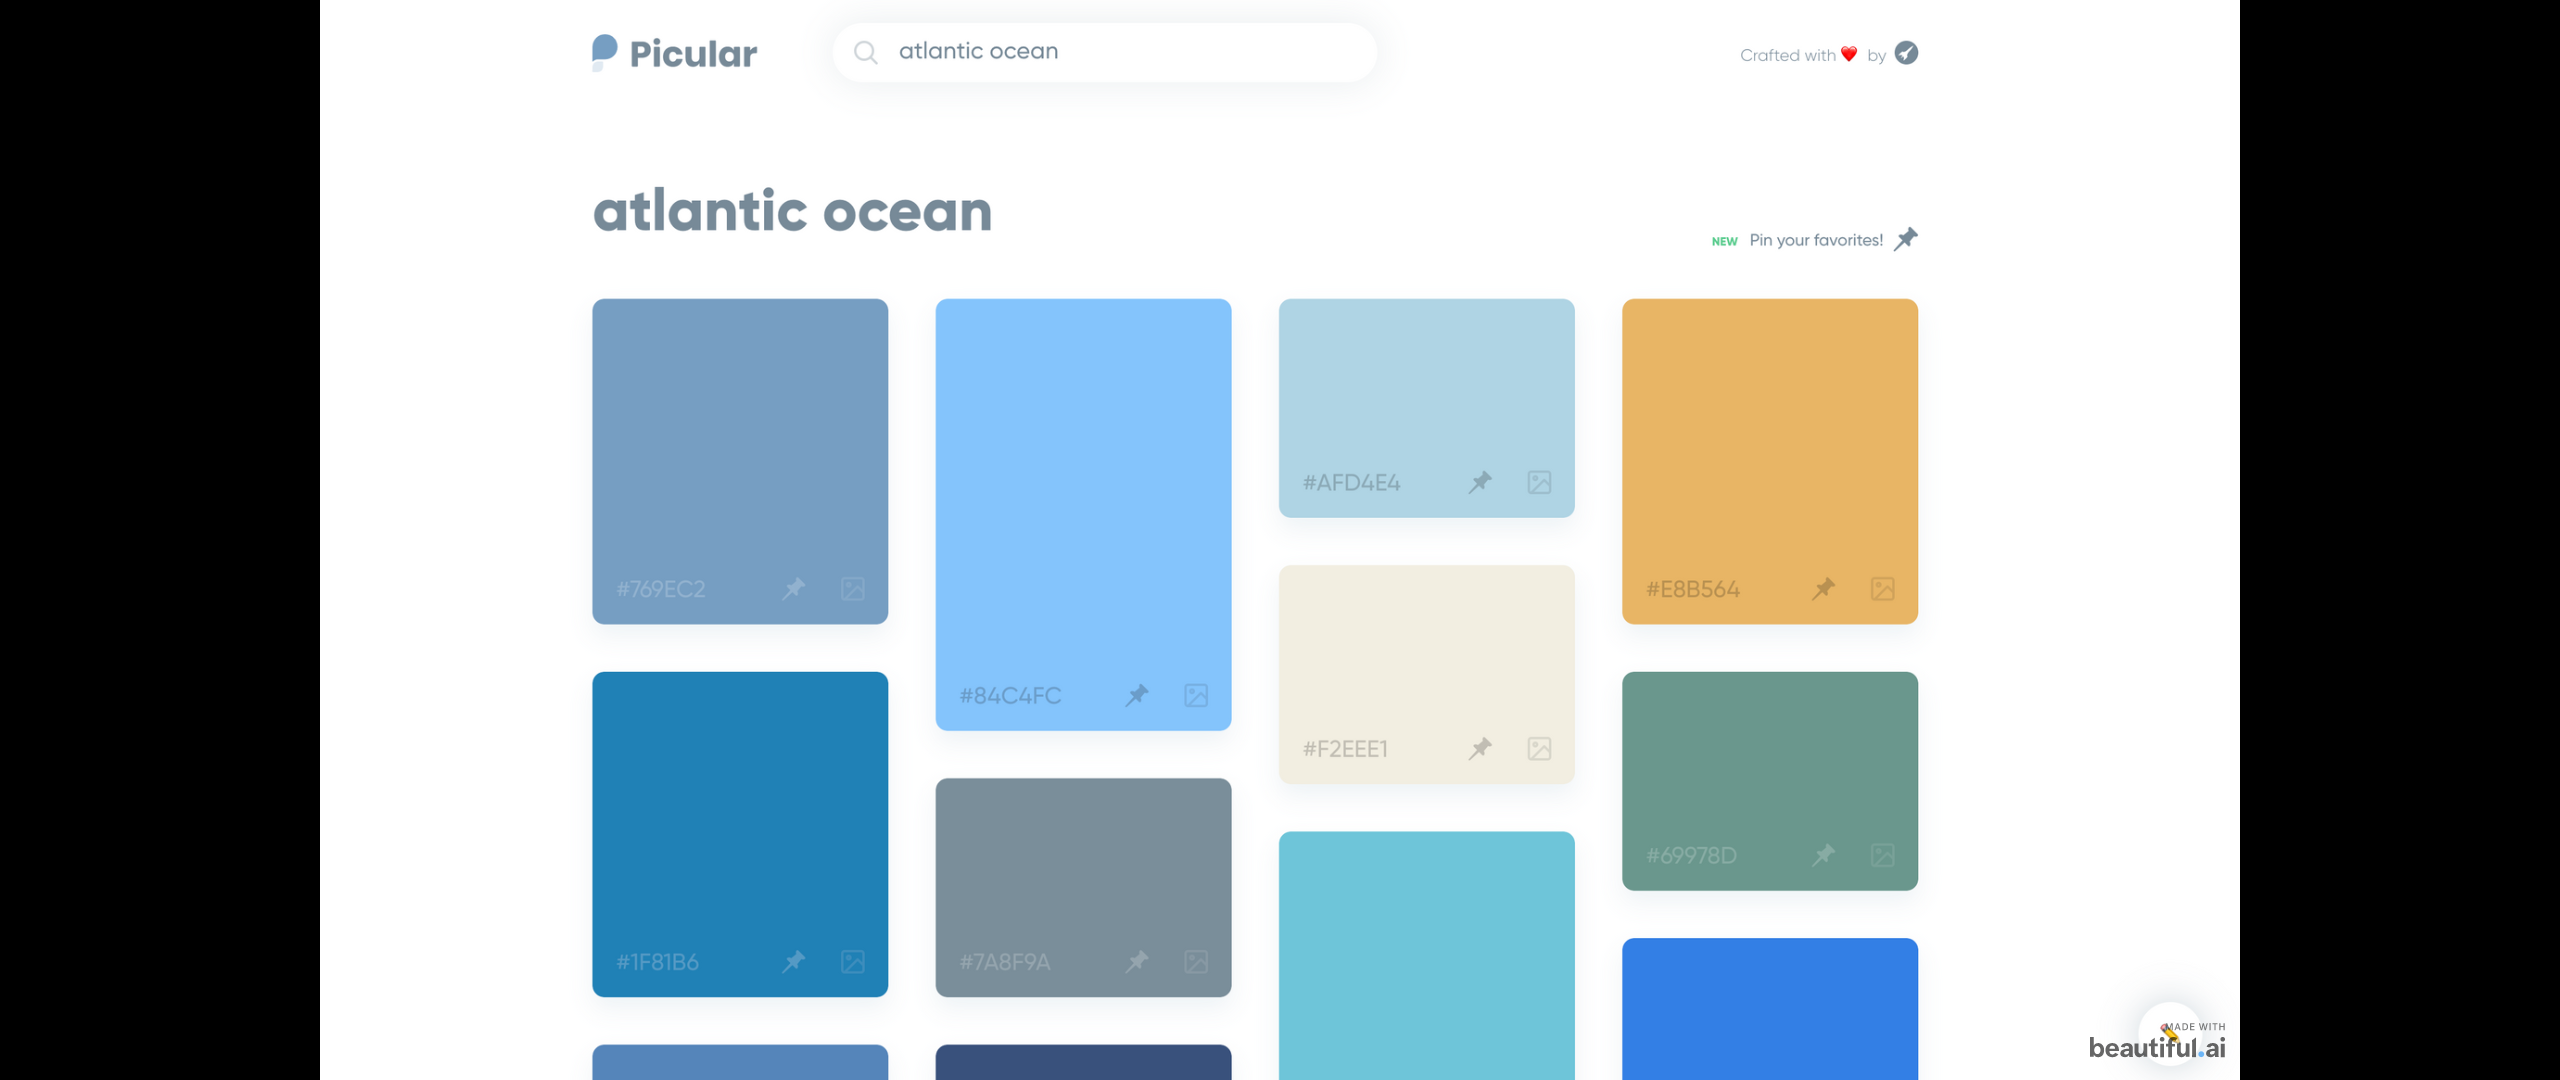 Picular
atlantic ocean
Crafted with ❤️ by
atlantic ocean
NEW Pin your favorites!
#769EC2
#84C4FC
#AFD4E4
#E8B564
#F2EEE1
#69978D
#1F81B6
#7A8F9A
MADE WITH
beautiful.ai